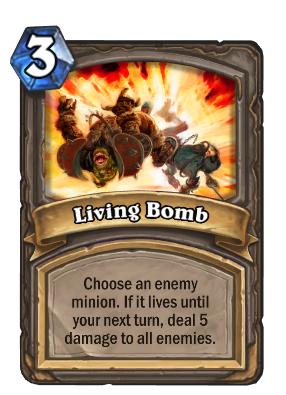 3
Living Bomb
Choose an enemy
minion. If it lives until
your next turn, deal 5
damage to all enemies.